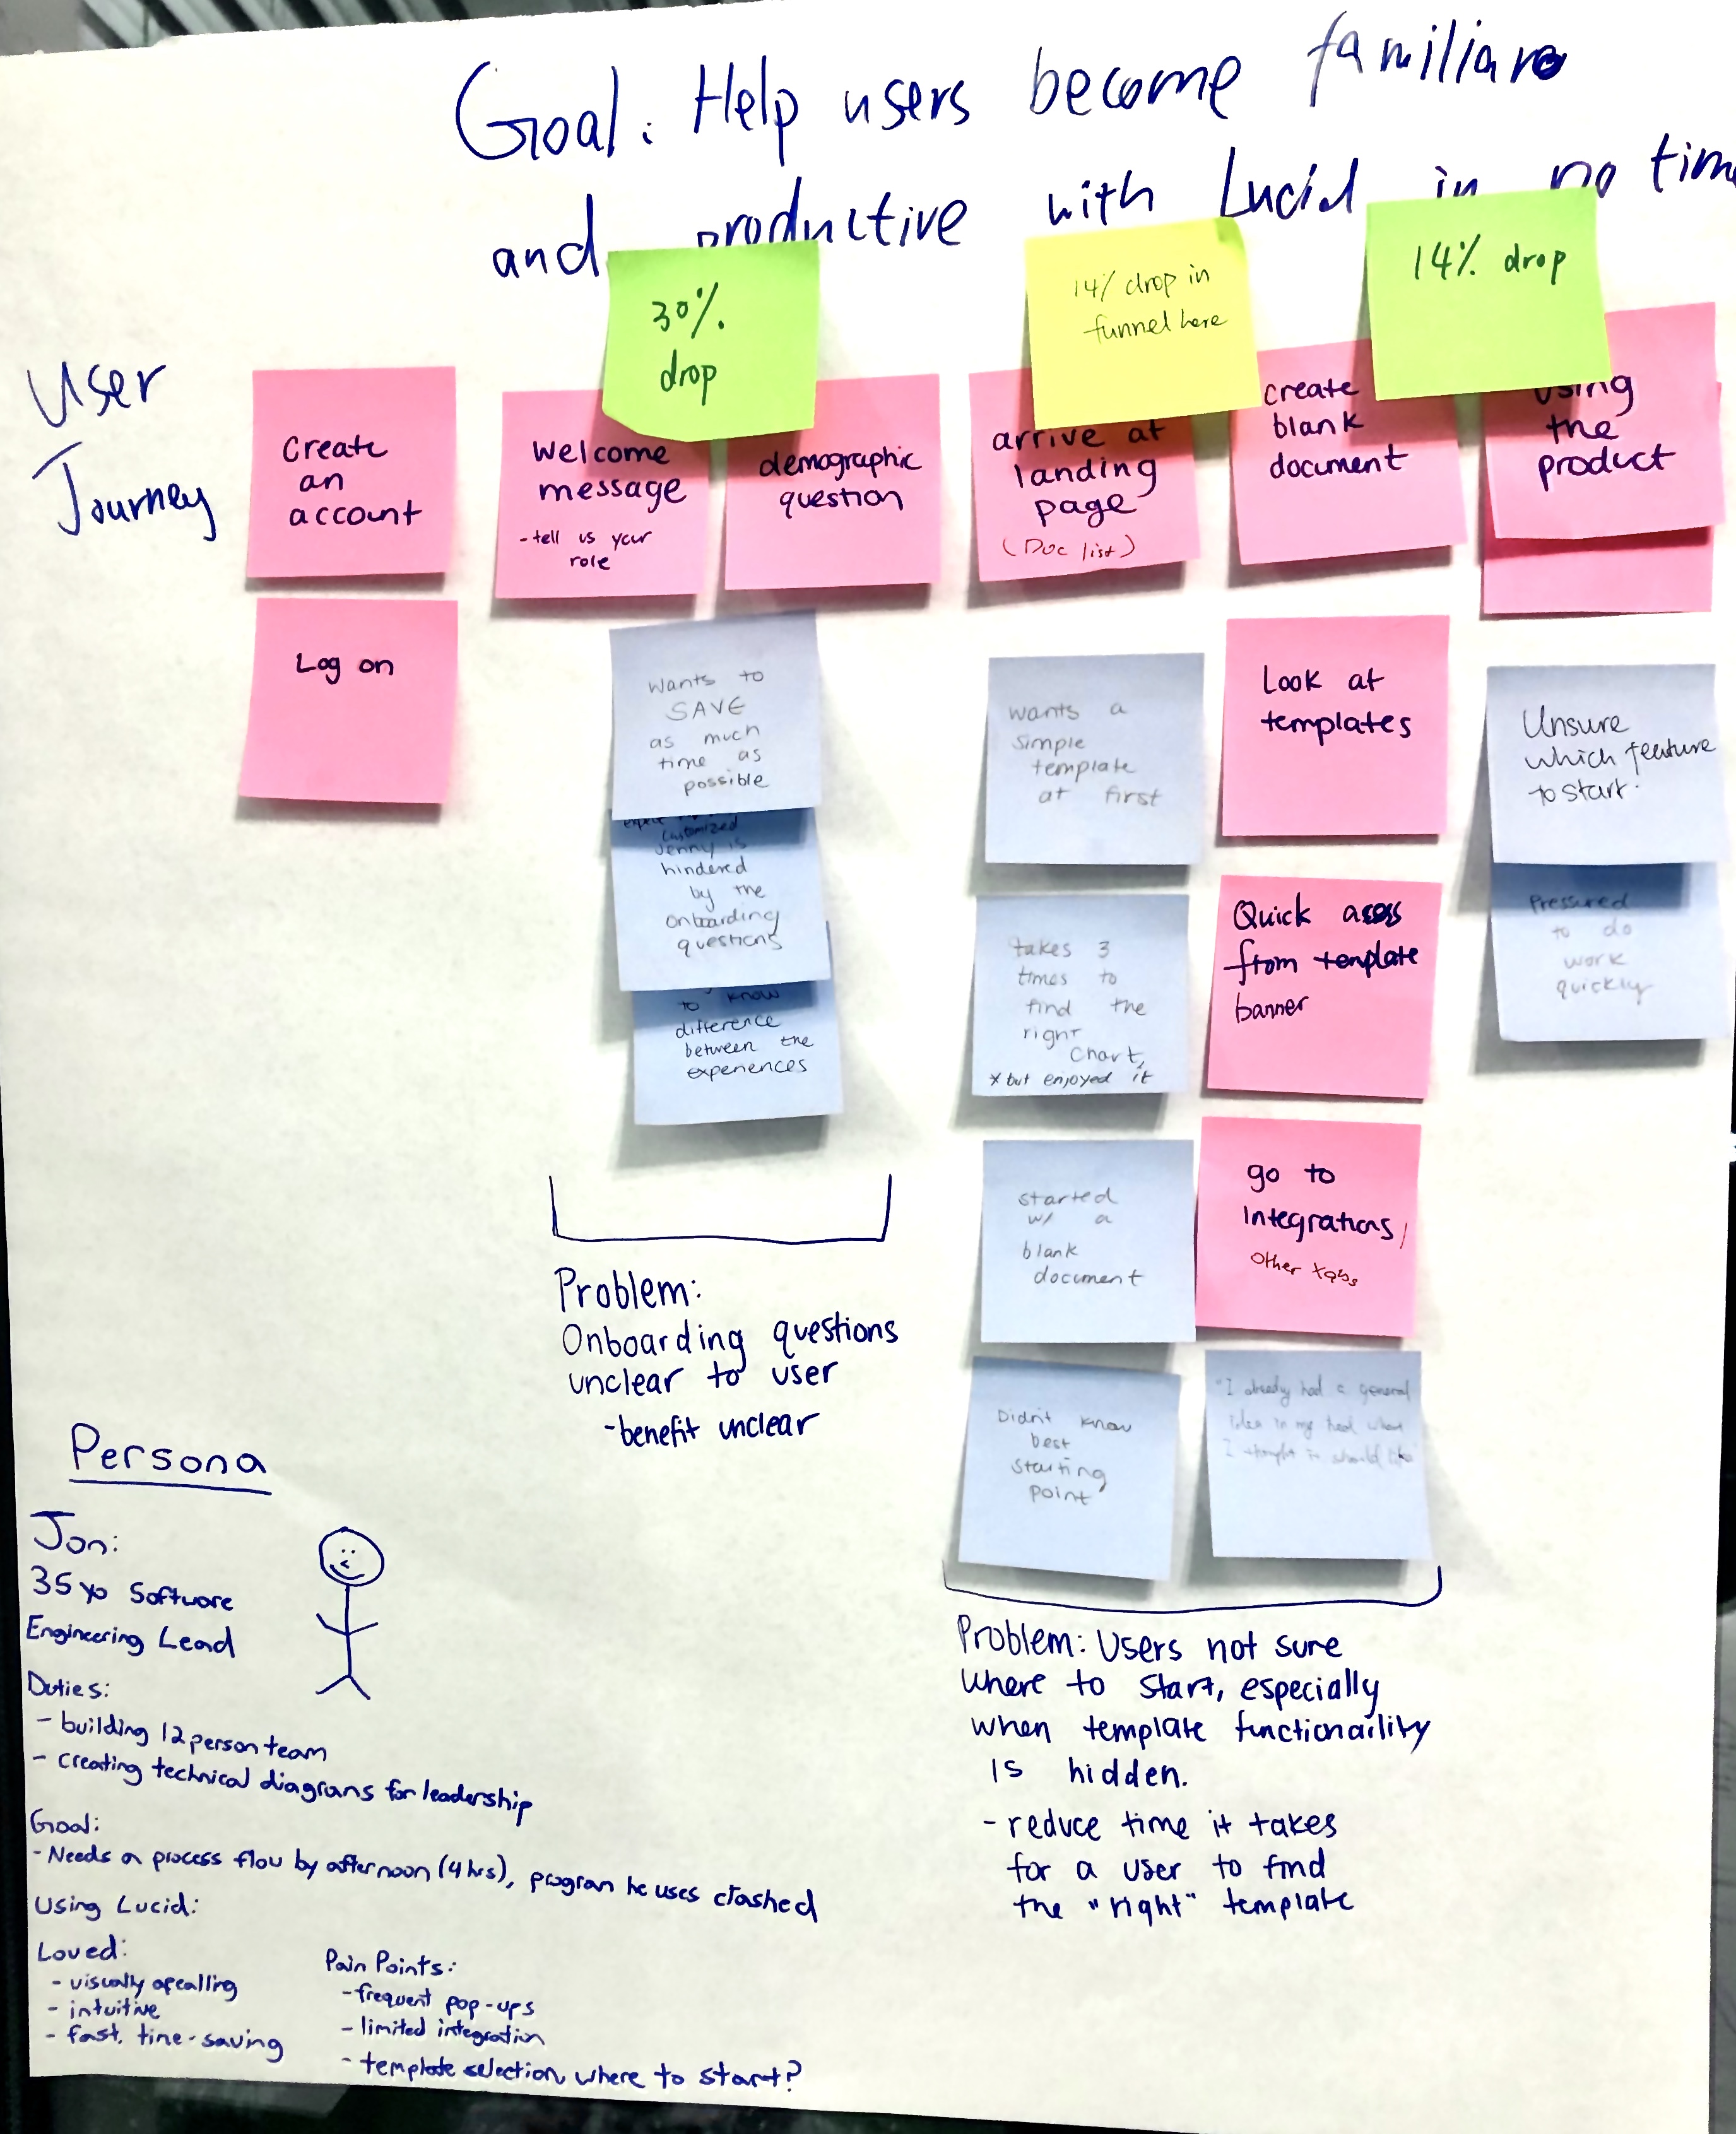 Goal: Help users become familiar
and productive with Lucid in no time
30%
drop
14% drop in
funnel here
14% drop
User
Journey
Create
an
account
Welcome
message
- tell us your
role
demographic
question
arrive at
landing
page
(Doc list)
create
blank
document
using
the
product
Log on
Wants to
SAVE
as much
time as
possible
customized
Jenny is
hindered
by the
onboarding
questions
to know
difference
between the
experiences
wants a
simple
template
at first
Look at
templates
Unsure
which feature
to start.
takes 3
times to
find the
right
chart,
* but enjoyed it
Quick access
from template
banner
Pressured
to do
work
quickly
started
w/ a
blank
document
go to
integrations/
other tabs
Didn't know
best
starting
point
"I already had a general
idea in my head what
I thought it should
Problem:
Onboarding questions
unclear to user
- benefit unclear
Problem: Users not sure
where to start, especially
when template functionaility
is hidden.
- reduce time it takes
for a user to find
the "right" template
Persona
Jon:
35 yo Software
Engineering Lead
Duties:
- building 12 person team
- creating technical diagrams for leadership
Goal:
- Needs a process flow by afternoon (4 hrs), program he uses crashed
Using Lucid:
Loved:
- visually apealling
- intuitive
- fast, time-saving
Pain Points:
- frequent pop-ups
- limited integration
- template selection, where to start?